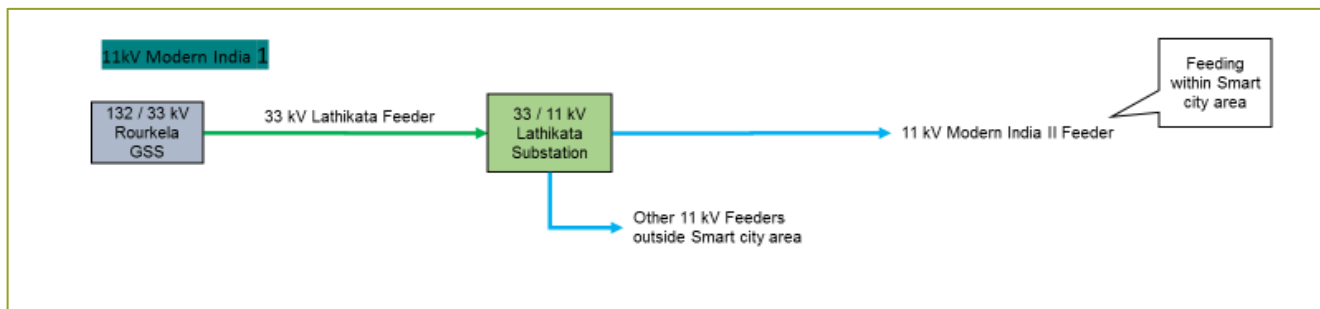 11kV Modern India 1
132 / 33 kV
Rourkela
GSS
33 kV Lathikata Feeder
33 / 11 kV
Lathikata
Substation
11 kV Modern India II Feeder
Feeding
within Smart
city area
Other 11 kV Feeders
outside Smart city area